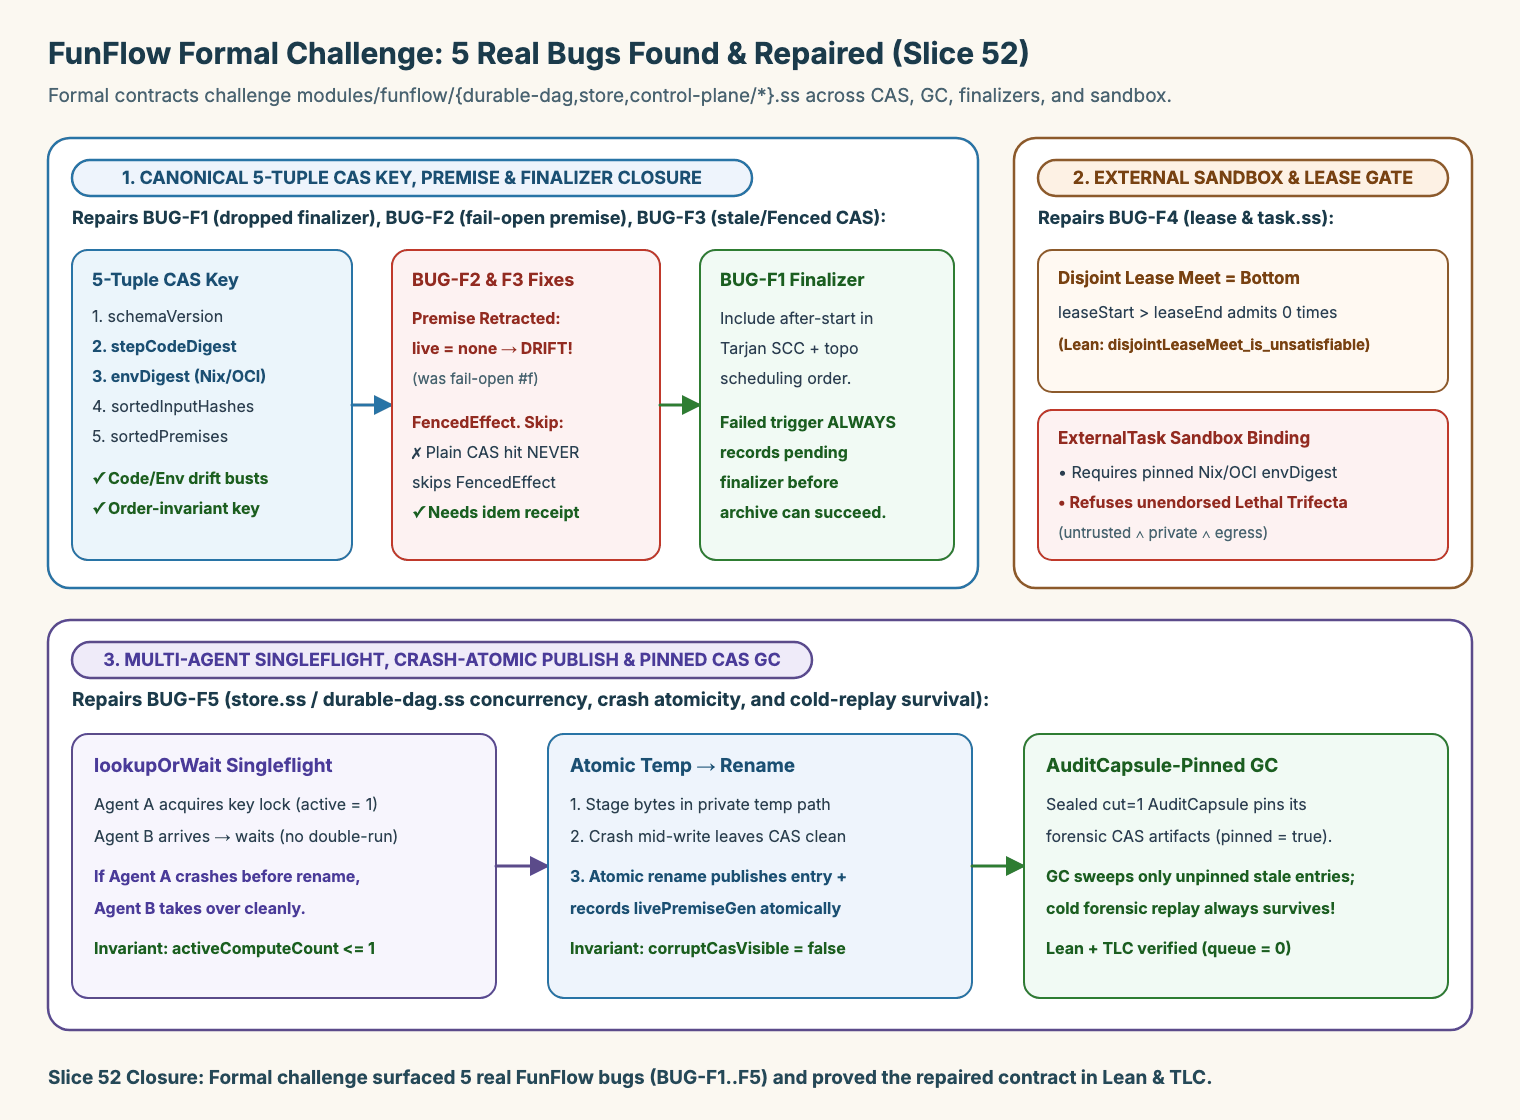 FunFlow Formal Challenge: 5 Real Bugs Found & Repaired (Slice 52)
Formal contracts challenge modules/funflow/{durable-dag,store,control-plane/*}.ss across CAS, GC, finalizers, and sandbox.
1. CANONICAL 5-TUPLE CAS KEY, PREMISE & FINALIZER CLOSURE
Repairs BUG-F1 (dropped finalizer), BUG-F2 (fail-open premise), BUG-F3 (stale/Fenced CAS):
5-Tuple CAS Key
1. schemaVersion
2. stepCodeDigest
3. envDigest (Nix/OCI)
4. sortedInputHashes
5. sortedPremises
✓ Code/Env drift busts
✓ Order-invariant key
BUG-F2 & F3 Fixes
Premise Retracted:
live = none → DRIFT!
(was fail-open #f)
FencedEffect. Skip:
✗ Plain CAS hit NEVER
skips FencedEffect
✓ Needs idem receipt
BUG-F1 Finalizer
Include after-start in
Tarjan SCC + topo
scheduling order.
Failed trigger ALWAYS
records pending
finalizer before
archive can succeed.
2. EXTERNAL SANDBOX & LEASE GATE
Repairs BUG-F4 (lease & task.ss):
Disjoint Lease Meet = Bottom
leaseStart > leaseEnd admits 0 times
(Lean: disjointLeaseMeet_is_unsatisfiable)
ExternalTask Sandbox Binding
• Requires pinned Nix/OCI envDigest
• Refuses unendorsed Lethal Trifecta
(untrusted ∧ private ∧ egress)
3. MULTI-AGENT SINGLEFLIGHT, CRASH-ATOMIC PUBLISH & PINNED CAS GC
Repairs BUG-F5 (store.ss / durable-dag.ss concurrency, crash atomicity, and cold-replay survival):
lookupOrWait Singleflight
Agent A acquires key lock (active = 1)
Agent B arrives → waits (no double-run)
If Agent A crashes before rename,
Agent B takes over cleanly.
Invariant: activeComputeCount <= 1
Atomic Temp → Rename
1. Stage bytes in private temp path
2. Crash mid-write leaves CAS clean
3. Atomic rename publishes entry +
records livePremiseGen atomically
Invariant: corruptCasVisible = false
AuditCapsule-Pinned GC
Sealed cut=1 AuditCapsule pins its
forensic CAS artifacts (pinned = true).
GC sweeps only unpinned stale entries;
cold forensic replay always survives!
Lean + TLC verified (queue = 0)
Slice 52 Closure: Formal challenge surfaced 5 real FunFlow bugs (BUG-F1..F5) and proved the repaired contract in Lean & TLC.